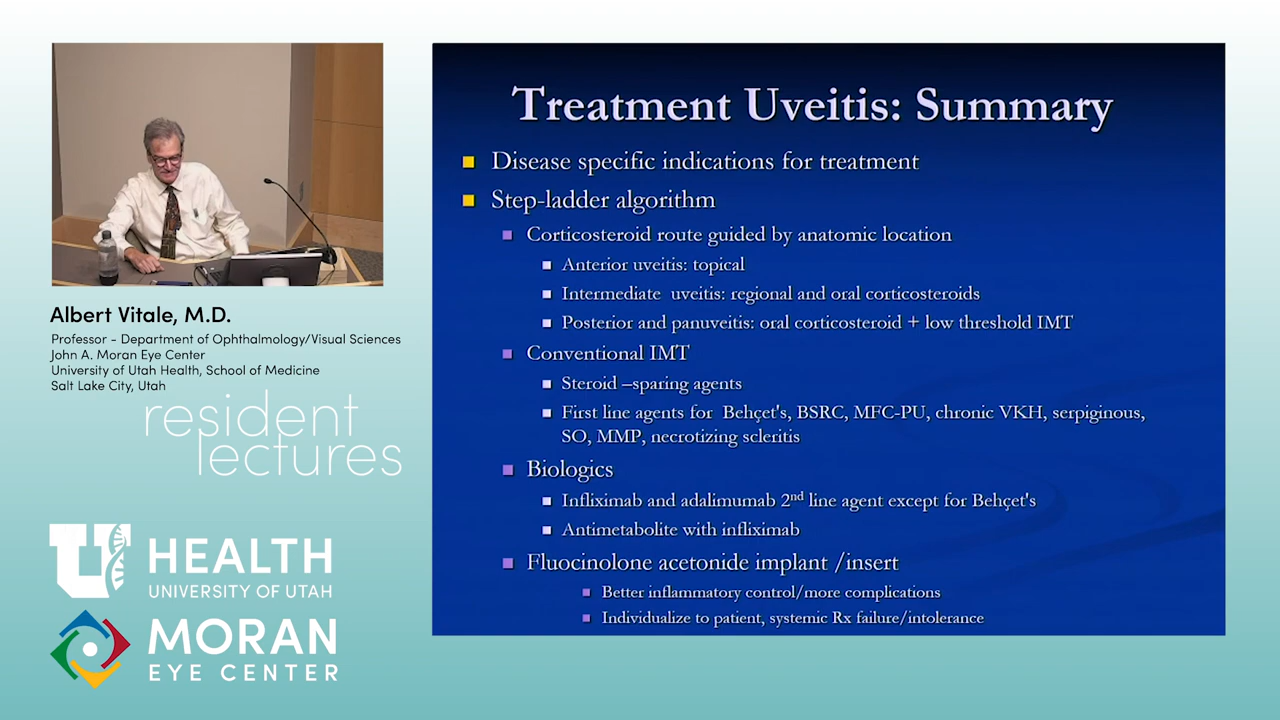 Treatment Uveitis: Summary
Disease specific indications for treatment
Step-ladder algorithm
Corticosteroid route guided by anatomic location
Anterior uveitis: topical
Intermediate uveitis: regional and oral corticosteroids
Posterior and panuveitis: oral corticosteroid + low threshold IMT
Conventional IMT
Steroid –sparing agents
First line agents for Behçet's, BSRC, MFC-PU, chronic VKH, serpiginous,
SO, MMP, necrotizing scleritis
Biologics
Infliximab and adalimumab 2nd line agent except for Behçet's
Antimetabolite with infliximab
Fluocinolone acetonide implant /insert
Better inflammatory control/more complications
Individualize to patient, systemic Rx failure/intolerance
Albert Vitale, M.D.
Professor - Department of Ophthalmology/Visual Sciences
John A. Moran Eye Center
University of Utah Health, School of Medicine
Salt Lake City, Utah
resident
lectures
U HEALTH
UNIVERSITY OF UTAH
MORAN
EYE CENTER